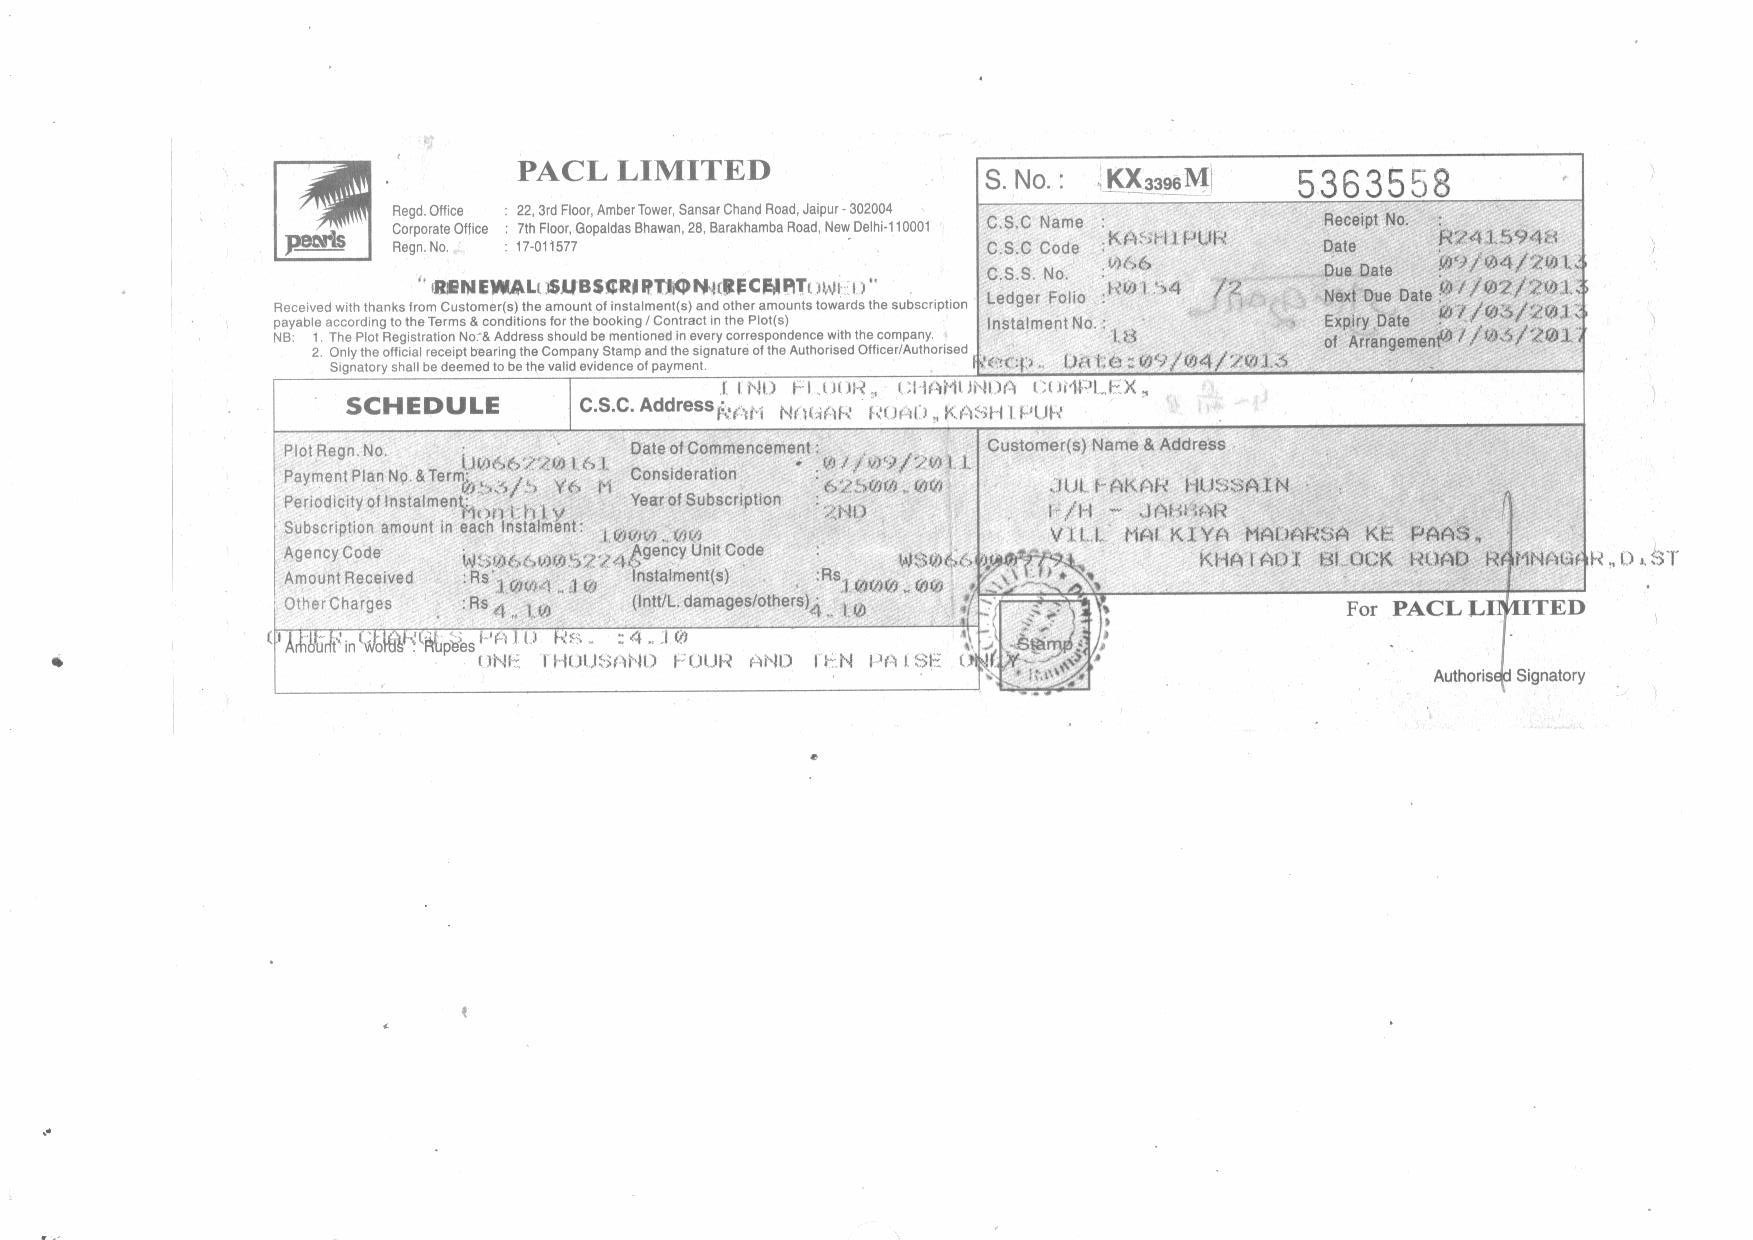 PACL LIMITED
pearls
Regd. Office : 22, 3rd Floor, Amber Tower, Sansar Chand Road, Jaipur - 302004
Corporate Office : 7th Floor, Gopaldas Bhawan, 28, Barakhamba Road, New Delhi-110001
Regn. No. : 17-011577
S. No. : KX3396M 5363558
"RENEWAL SUBSCRIPTION RECEIPT"
Received with thanks from Customer(s) the amount of instalment(s) and other amounts towards the subscription
payable according to the Terms & conditions for the booking / Contract in the Plot(s)
NB: 1. The Plot Registration No. & Address should be mentioned in every correspondence with the company.
2. Only the official receipt bearing the Company Stamp and the signature of the Authorised Officer/Authorised
Signatory shall be deemed to be the valid evidence of payment.
C.S.C Name : KASHIPUR
C.S.C Code : 066
C.S.S. No. : R0154 /2
Ledger Folio :
Instalment No. : 18
Receipt No. : R2415948
Date : 09/04/2013
Due Date 07/02/2013
Next Due Date : 07/03/2013
Expiry Date
of Arrangement 07/03/2017
Recp. Date:09/04/2013
SCHEDULE
C.S.C. Address : IIND FLOOR, CHAMUNDA COMPLEX,
RAM NAGAR ROAD,KASHIPUR
Plot Regn. No. : U066220161
Payment Plan No. & Term: 053/5 Y6 M
Periodicity of Instalment: Monthly
Subscription amount in each Instalment: 1000.00
Agency Code WS0660052246
Amount Received : Rs 1004.10
Other Charges : Rs 4.10
Date of Commencement : 07/09/2011
Consideration : 62500.00
Year of Subscription : 2ND
Agency Unit Code :
Instalment(s) :Rs 1000.00
(Intt/L. damages/others) : 4.10
Customer(s) Name & Address
JULFAKAR HUSSAIN
F/H - JABBAR
VILL MALKIYA MADARSA KE PAAS,
KHATADI BLOCK ROAD RAMNAGAR,D.ST
OTHER CHARGES PAID Rs. :4.10
Amount in words : Rupees
ONE THOUSAND FOUR AND TEN PAISE ONLY
Stamp
For PACL LIMITED
Authorised Signatory